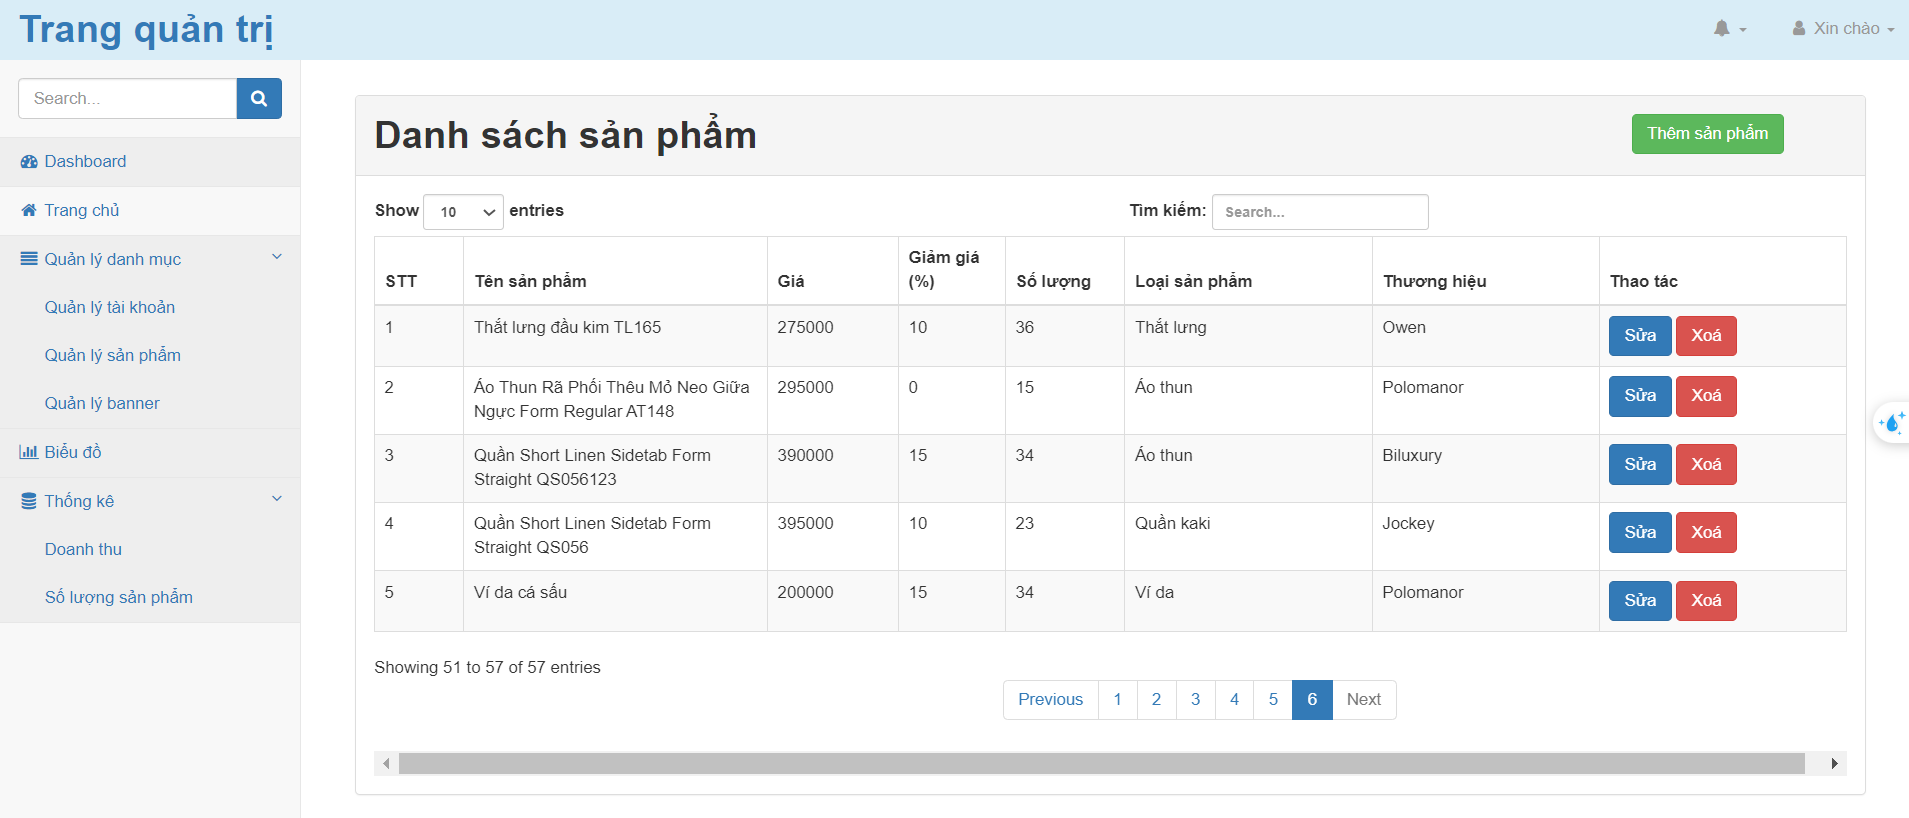 Trang quản trị
Xin chào
Search...
Dashboard
Trang chủ
Quản lý danh mục
Quản lý tài khoản
Quản lý sản phẩm
Quản lý banner
Biểu đồ
Thống kê
Doanh thu
Số lượng sản phẩm
Danh sách sản phẩm
Thêm sản phẩm
Show 10 entries
Tìm kiếm: Search...
STT Tên sản phẩm Giá Giảm giá (%) Số lượng Loại sản phẩm Thương hiệu Thao tác
1 Thắt lưng đầu kim TL165 275000 10 36 Thắt lưng Owen Sửa Xoá
2 Áo Thun Rã Phối Thêu Mỏ Neo Giữa 295000 0 15 Áo thun Polomanor Sửa Xoá
Ngực Form Regular AT148
3 Quần Short Linen Sidetab Form 390000 15 34 Áo thun Biluxury Sửa Xoá
Straight QS056123
4 Quần Short Linen Sidetab Form 395000 10 23 Quần kaki Jockey Sửa Xoá
Straight QS056
5 Ví da cá sấu 200000 15 34 Ví da Polomanor Sửa Xoá
Showing 51 to 57 of 57 entries
Previous 1 2 3 4 5 6 Next